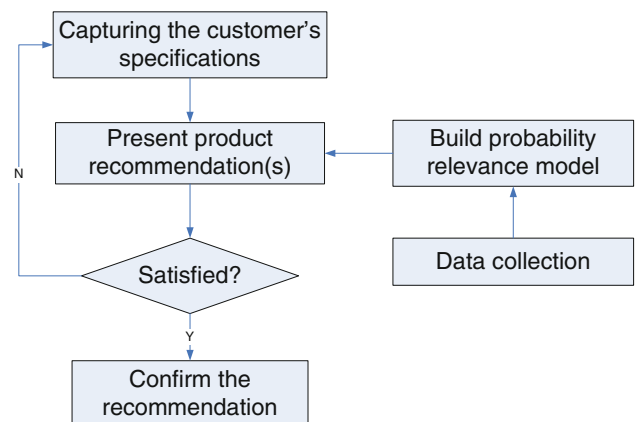 Capturing the customer's
specifications
Present product
recommendation(s)
Build probability
relevance model
N
Satisfied?
Data collection
Y
Confirm the
recommendation